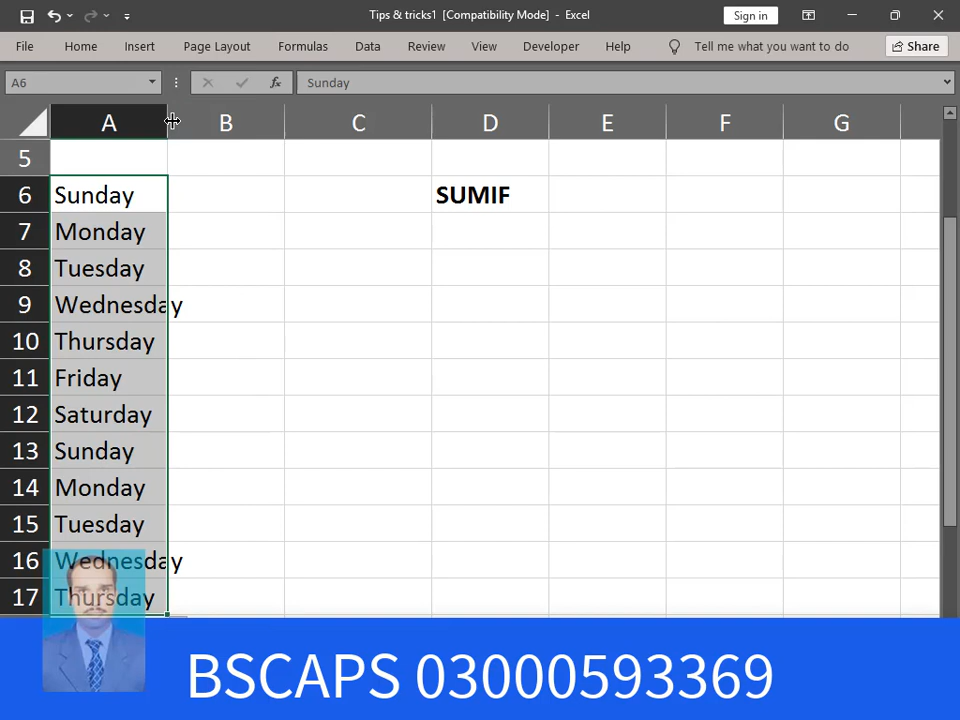 Tips & tricks1 [Compatibility Mode] - Excel
Sign in
File Home Insert Page Layout Formulas Data Review View Developer Help Tell me what you want to do Share
A6 fx Sunday
A B C D E F G
5
6 Sunday SUMIF
7 Monday
8 Tuesday
9 Wednesday
10 Thursday
11 Friday
12 Saturday
13 Sunday
14 Monday
15 Tuesday
16 Wednesday
17 Thursday
BSCAPS 03000593369